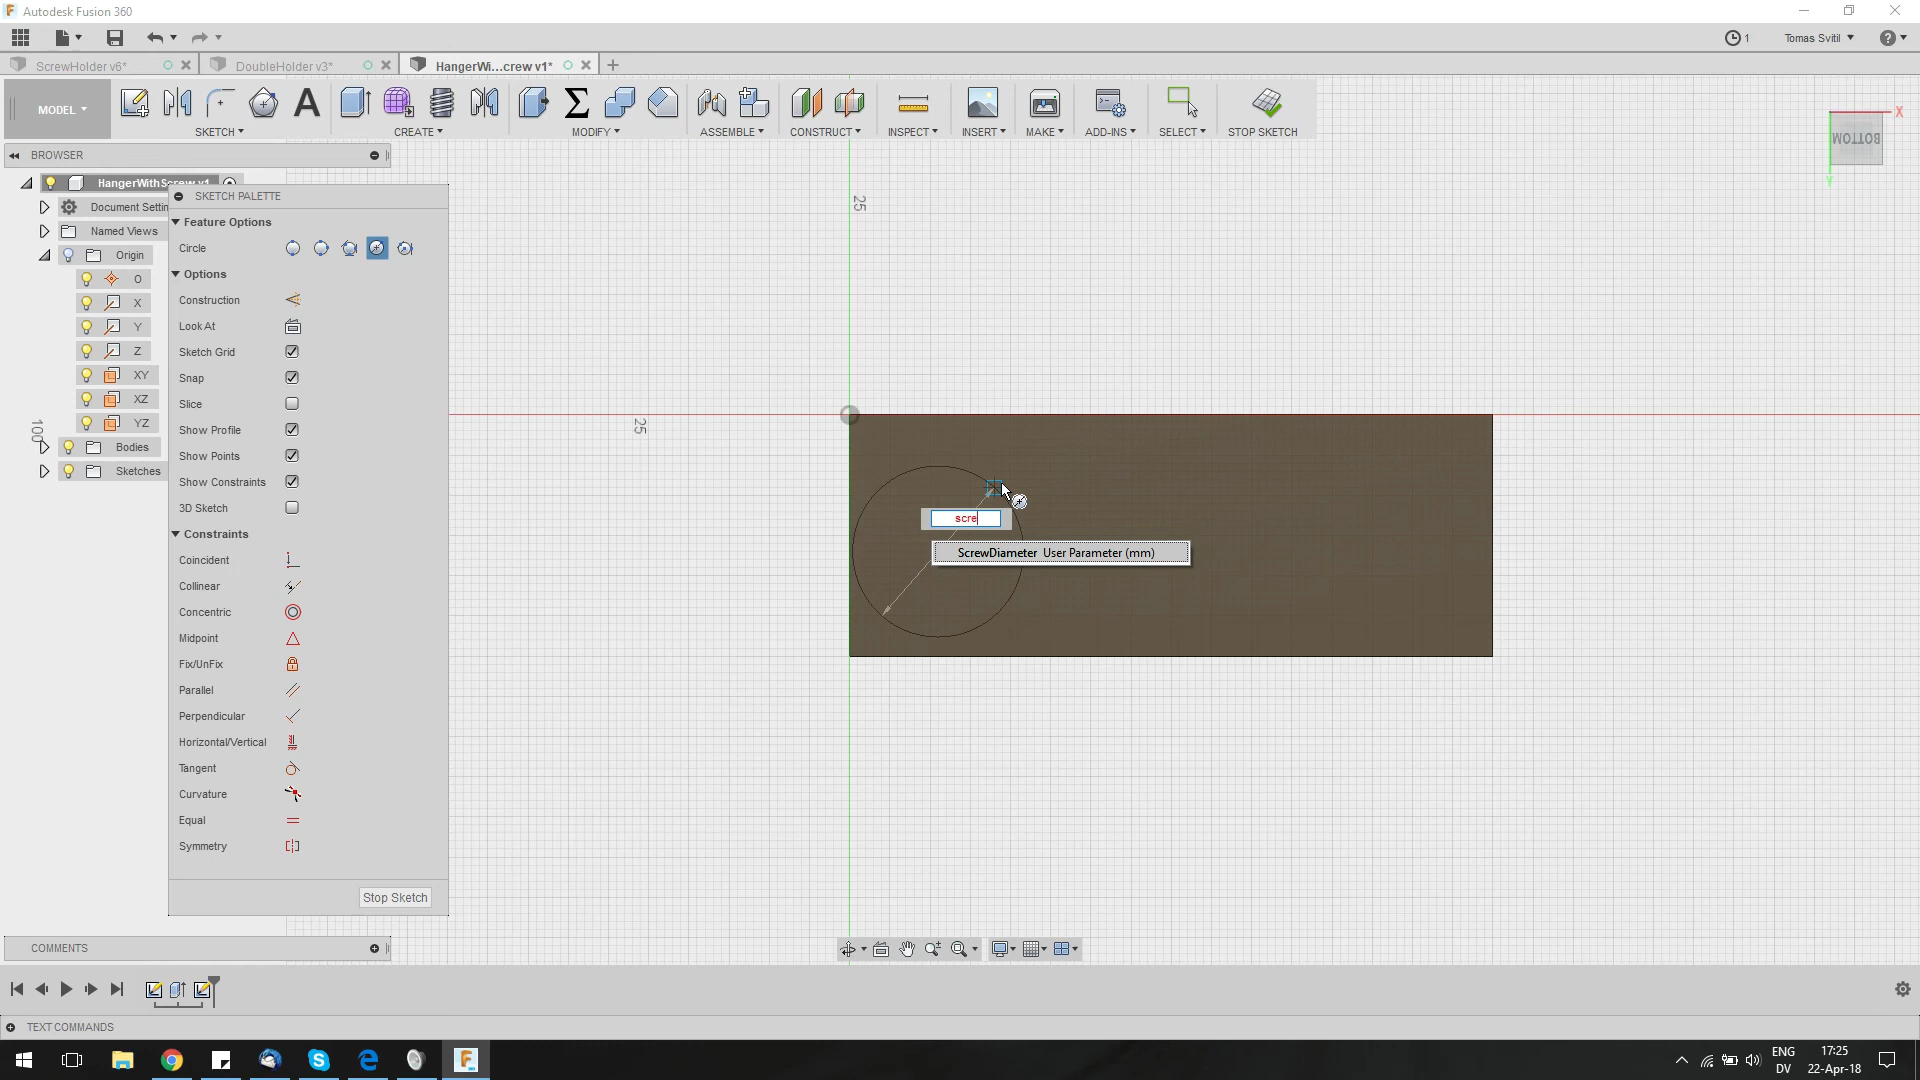 Autodesk Fusion 360
1
Tomas Svitil
ScrewHolder v6*
DoubleHolder v3*
HangerWi...crew v1*
MODEL
SKETCH
CREATE
MODIFY
ASSEMBLE
CONSTRUCT
INSPECT
INSERT
MAKE
ADD-INS
SELECT
STOP SKETCH
X
BOTTOM
Y
BROWSER
HangerWithScrew v1
Document Settin
Named Views
Origin
O
X
Y
Z
XY
XZ
YZ
Bodies
Sketches
100
SKETCH PALETTE
Feature Options
Circle
Options
Construction
Look At
Sketch Grid
Snap
Slice
Show Profile
Show Points
Show Constraints
3D Sketch
Constraints
Coincident
Collinear
Concentric
Midpoint
Fix/UnFix
Parallel
Perpendicular
Horizontal/Vertical
Tangent
Curvature
Equal
Symmetry
Stop Sketch
25
25
scre
ScrewDiameter User Parameter (mm)
COMMENTS
TEXT COMMANDS
ENG
DV
17:25
22-Apr-18